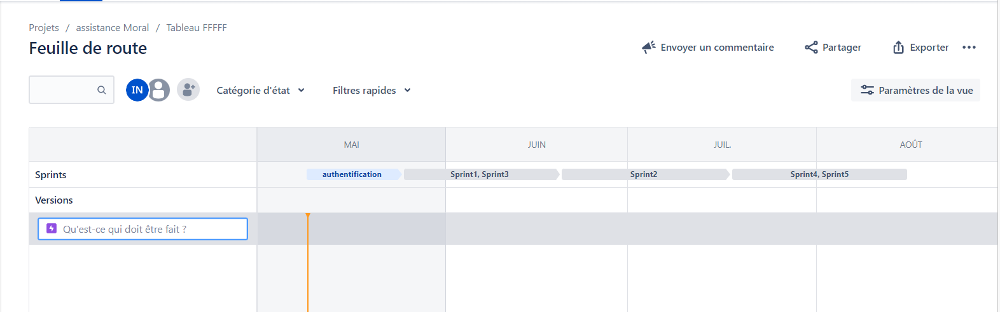 Projets / assistance Moral / Tableau FFFFF
Feuille de route
Envoyer un commentaire
Partager
Exporter
IN
Catégorie d'état
Filtres rapides
Paramètres de la vue
MAI
JUIN
JUIL.
AOÛT
Sprints
authentification
Sprint1, Sprint3
Sprint2
Sprint4, Sprint5
Versions
Qu'est-ce qui doit être fait ?